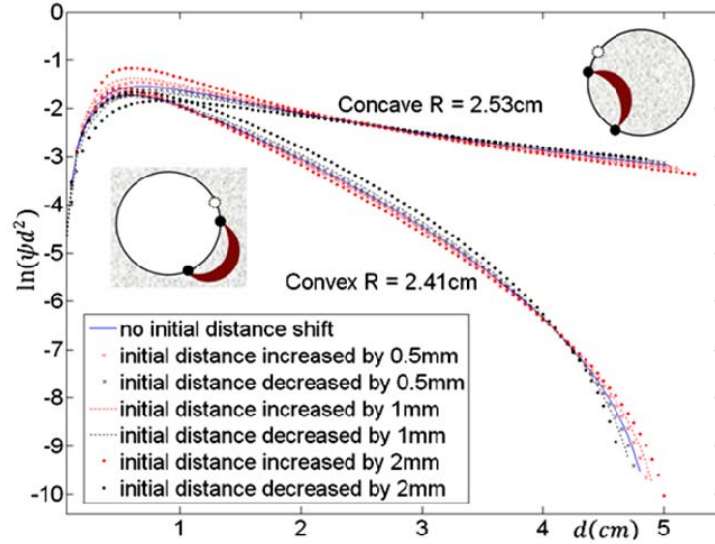 ln(ψd²)
-0
-1
-2
-3
-4
-5
-6
-7
-8
-9
-10
Concave R = 2.53cm
Convex R = 2.41cm
no initial distance shift
initial distance increased by 0.5mm
initial distance decreased by 0.5mm
initial distance increased by 1mm
initial distance decreased by 1mm
initial distance increased by 2mm
initial distance decreased by 2mm
1 2 3 4 d(cm) 5